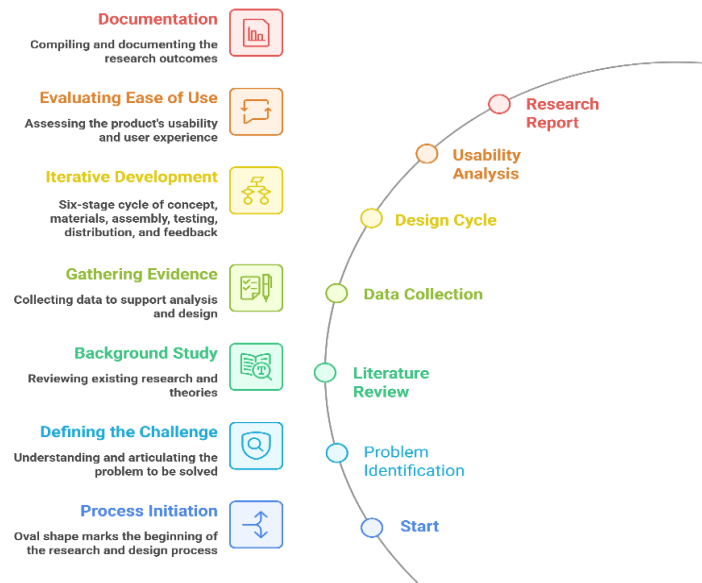 Documentation
Compiling and documenting the
research outcomes
Evaluating Ease of Use
Assessing the product's usability
and user experience
Iterative Development
Six-stage cycle of concept,
materials, assembly, testing,
distribution, and feedback
Gathering Evidence
Collecting data to support analysis
and design
Background Study
Reviewing existing research and
theories
Defining the Challenge
Understanding and articulating the
problem to be solved
Process Initiation
Oval shape marks the beginning of
the research and design process
Research
Report
Usability
Analysis
Design Cycle
Data Collection
Literature
Review
Problem
Identification
Start